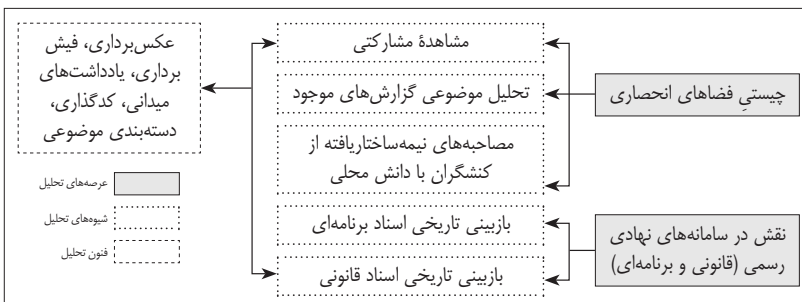 چیستیِ فضاهای انحصاری
نقش در سامانه‌های نهادی
رسمی (قانونی و برنامه‌ای)
مشاهدهٔ مشارکتی
تحلیل موضوعی گزارش‌های موجود
مصاحبه‌های نیمه‌ساختاریافته از
کنشگران با دانش محلی
بازبینی تاریخی اسناد برنامه‌ای
بازبینی تاریخی اسناد قانونی
عکس‌برداری، فیش
برداری، یادداشت‌های
میدانی، کدگذاری،
دسته‌بندی موضوعی
عرصه‌های تحلیل
شیوه‌های تحلیل
فنون تحلیل